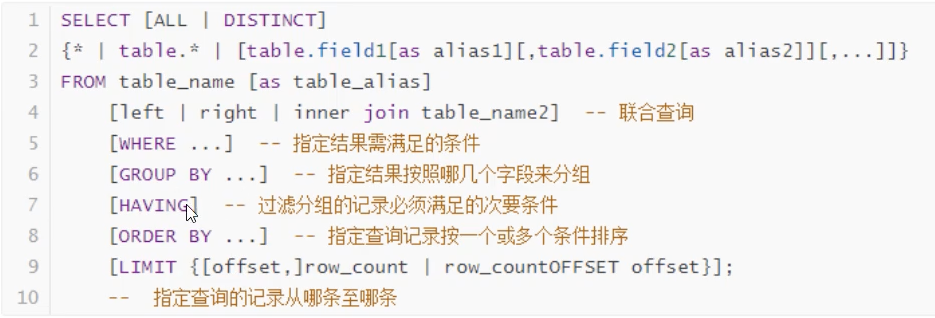 1 SELECT [ALL | DISTINCT]
2 {* | table.* | [table.field1[as alias1][,table.field2[as alias2]][,....]]}
3 FROM table_name [as table_alias]
4 [left | right | inner join table_name2]  -- 联合查询
5 [WHERE ...]  -- 指定结果需满足的条件
6 [GROUP BY ...]  -- 指定结果按照哪几个字段来分组
7 [HAVING]  -- 过滤分组的记录必须满足的次要条件
8 [ORDER BY ...]  -- 指定查询记录按一个或多个条件排序
9 [LIMIT {[offset,]row_count | row_countOFFSET offset}];
10 --  指定查询的记录从哪条至哪条